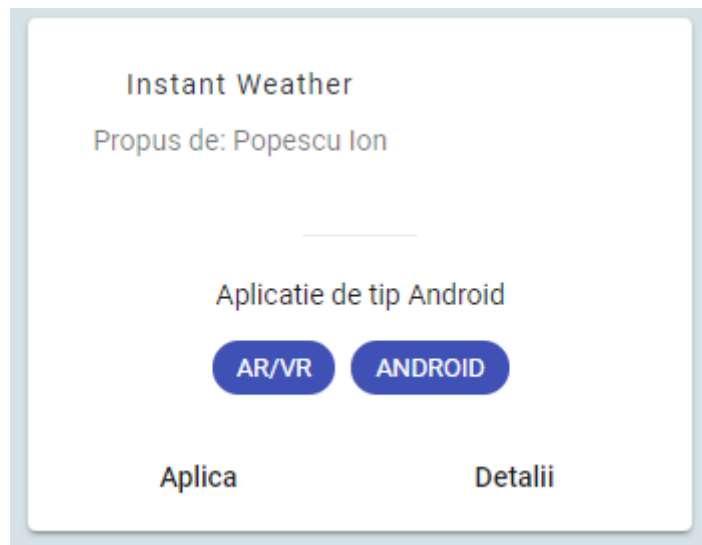 Instant Weather
Propus de: Popescu Ion
Aplicatie de tip Android
AR/VR ANDROID
Aplica Detalii